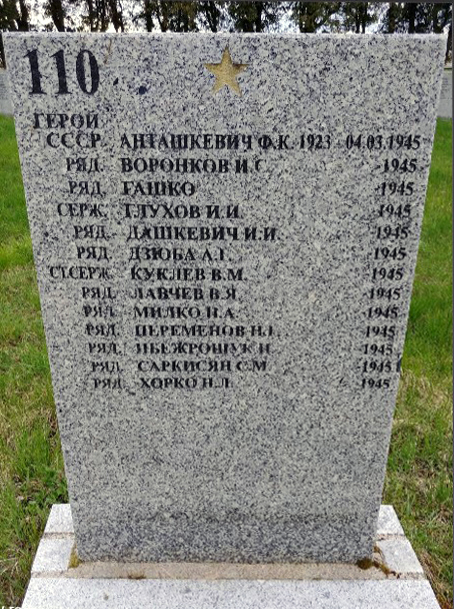 110
ГЕРОЙ
СССР АНТАШКЕВИЧ Ф.К. 1923 - 04.03.1945
РЯД. ВОРОНКОВ И.С. -1945
РЯД. ГАШКО -1945
СЕРЖ. ГЛУХОВ И.И. -1945
РЯД. ДАШКЕВИЧ И.И. -1945
РЯД. ДЗЮБА А.Г. 1945
СТ.СЕРЖ. КУКЛЕВ В.М. -1945
РЯД. ЛАВЧЕВ В.Я. -1945
РЯД. МИЛКО Н.А. -1945
РЯД. ПЕРЕМЕНОВ Н.Г. -1945
РЯД. 1945
РЯД. САРКИСЯН С.М. -1945
РЯД. ХОРКО Н.Л. -1945